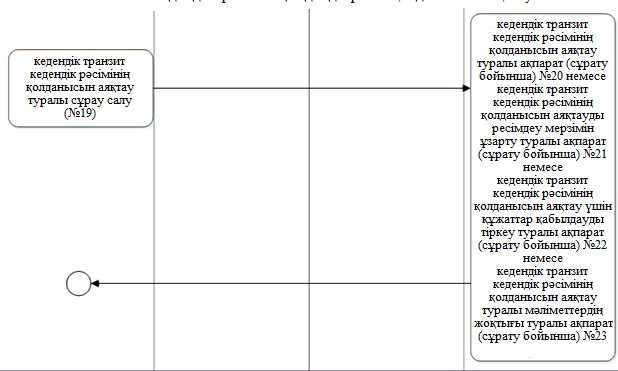 кедендік транзит
кедендік рәсімінің
қолданысын аяқтау
туралы сұрау салу
(№19)
кедендік транзит
кедендік рәсімінің
қолданысын аяқтау
туралы ақпарат (сұрату
бойынша) №20 немесе
кедендік транзит
кедендік рәсімінің
қолданысын аяқтауды
ресімдеу мерзімін
ұзарту туралы ақпарат
(сұрату бойынша) №21
немесе
кедендік транзит
кедендік рәсімінің
қолданысын аяқтау үшін
құжаттар қабылдауды
тіркеу туралы ақпарат
(сұрату бойынша) №22
немесе
кедендік транзит
кедендік рәсімінің
қолданысын аяқтау
туралы мәліметтердің
жоқтығы туралы ақпарат
(сұрату бойынша) №23